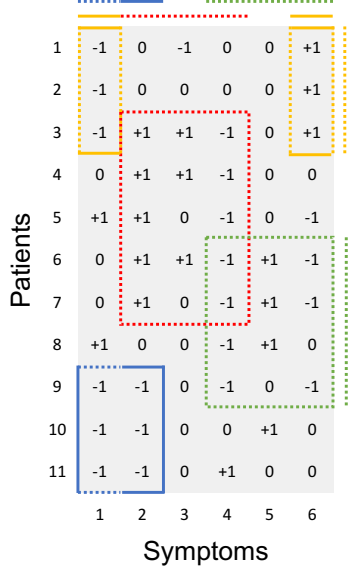 1 -1 0 -1 0 0 +1
2 -1 0 0 0 0 +1
3 -1 +1 +1 -1 0 +1
4 0 +1 +1 -1 0 0
5 +1 +1 0 -1 0 -1
6 0 +1 +1 -1 +1 -1
7 0 +1 0 -1 +1 -1
8 +1 0 0 -1 +1 0
9 -1 -1 0 -1 0 -1
10 -1 -1 0 0 +1 0
11 -1 -1 0 +1 0 0
1 2 3 4 5 6
Patients
Symptoms